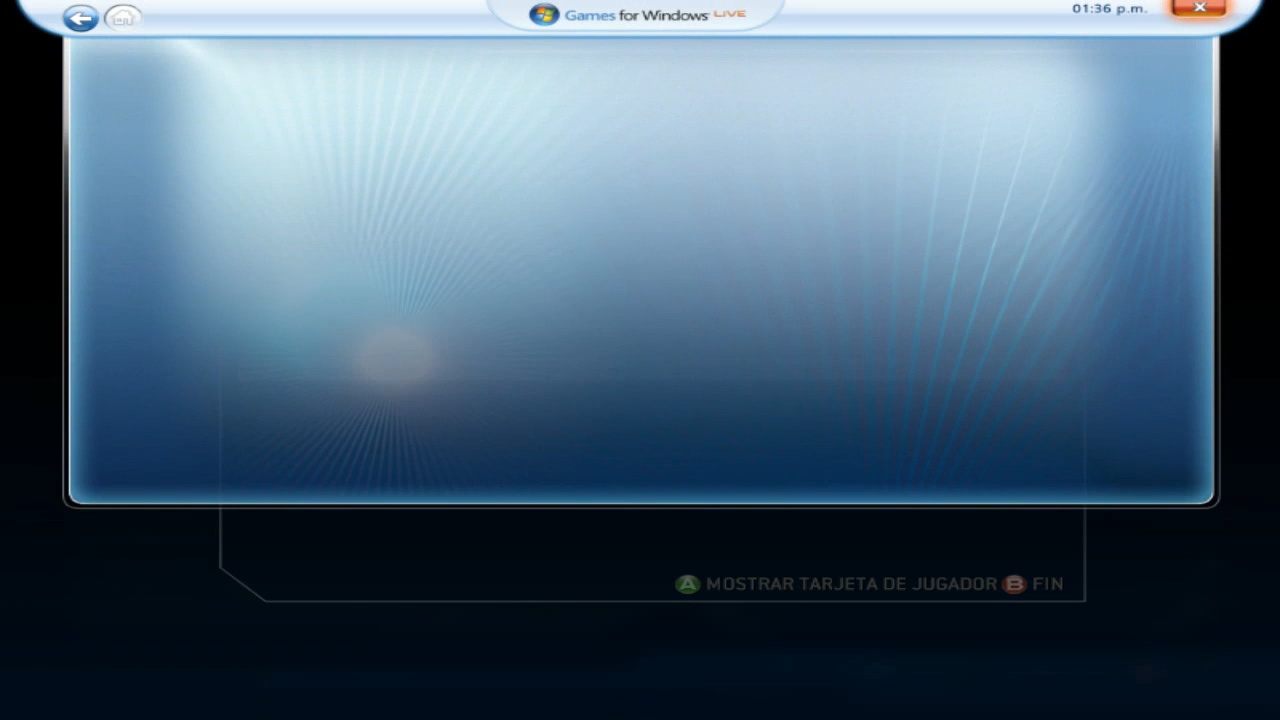 Games for Windows LIVE
01:36 p.m.
A MOSTRAR TARJETA DE JUGADOR B FIN